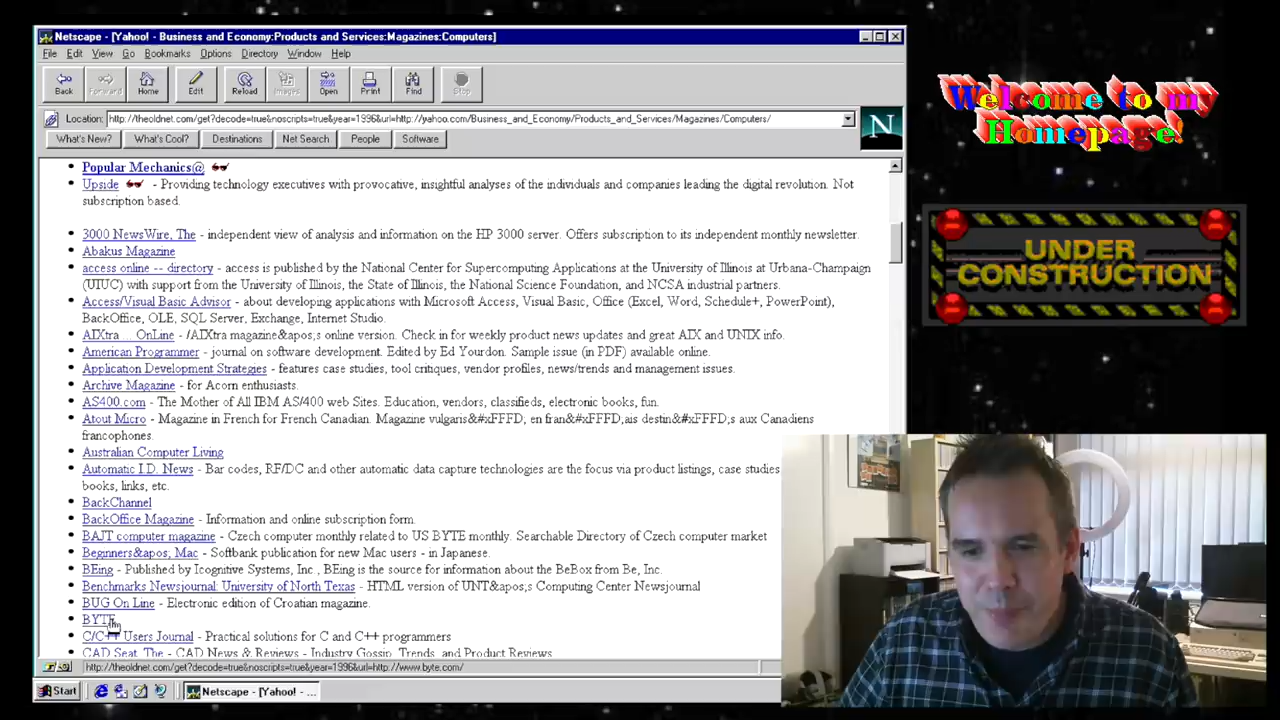 Netscape - [Yahoo! - Business and Economy:Products and Services:Magazines:Computers]
File Edit View Go Bookmarks Options Directory Window Help
Back Forward Home Edit Reload Images Open Print Find Stop
Location: http://theoldnet.com/get?decode=true&noscripts=true&year=1996&url=http://yahoo.com/Business_and_Economy/Products_and_Services/Magazines/Computers/
N
What's New? What's Cool? Destinations Net Search People Software
Popular Mechanics@
Upside - Providing technology executives with provocative, insightful analyses of the individuals and companies leading the digital revolution. Not
subscription based.
3000 NewsWire, The - independent view of analysis and information on the HP 3000 server. Offers subscription to its independent monthly newsletter.
Abakus Magazine
access online -- directory - access is published by the National Center for Supercomputing Applications at the University of Illinois at Urbana-Champaign
(UIUC) with support from the University of Illinois, the State of Illinois, the National Science Foundation, and NCSA industrial partners.
Access/Visual Basic Advisor - about developing applications with Microsoft Access, Visual Basic, Office (Excel, Word, Schedule+, PowerPoint),
BackOffice, OLE, SQL Server, Exchange, Internet Studio.
AIXtra OnLine - /AIXtra magazine&apos;s online version. Check in for weekly product news updates and great AIX and UNIX info.
American Programmer - journal on software development. Edited by Ed Yourdon. Sample issue (in PDF) available online.
Application Development Strategies - features case studies, tool critiques, vendor profiles, news/trends and management issues.
Archive Magazine - for Acorn enthusiasts.
AS400.com - The Mother of All IBM AS/400 web Sites. Education, vendors, classifieds, electronic books, fun.
Atout Micro - Magazine in French for French Canadian. Magazine vulgaris&#xFFFD; en fran&#xFFFD;ais destin&#xFFFD;s aux Canadiens
francophones.
Australian Computer Living
Automatic I.D. News - Bar codes, RF/DC and other automatic data capture technologies are the focus via product listings, case studies
books, links, etc.
BackChannel
BackOffice Magazine - Information and online subscription form.
BAJT computer magazine - Czech computer monthly related to US BYTE monthly. Searchable Directory of Czech computer market
Beginners&apos; Mac - Softbank publication for new Mac users - in Japanese.
BEing - Published by Icognitive Systems, Inc., BEing is the source for information about the BeBox from Be, Inc.
Benchmarks Newsjournal: University of North Texas - HTML version of UNT&apos;s Computing Center Newsjournal
BUG On Line - Electronic edition of Croatian magazine.
BYTE
C/C++ Users Journal - Practical solutions for C and C++ programmers
CAD Seat, The - CAD News & Reviews - Industry Gossip, Trends, and Product Reviews
http://theoldnet.com/get?decode=true&noscripts=true&year=1996&url=http://www.byte.com/
Start Netscape - [Yahoo! - ...
Welcome to my
Homepage!
UNDER
CONSTRUCTION